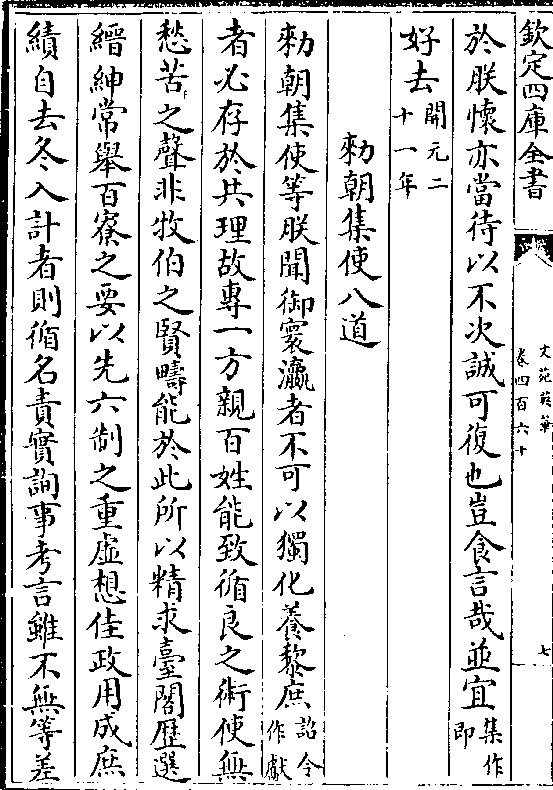 欽定四庫全書
文苑英華
卷四百六十
七
於朕懷亦當待以不次誠可復也豈食言哉並宜集作即
好去開元二十一年
勑朝集使八道
勑朝集使等朕聞御寰瀛者不可以獨化養黎庶詔令作獻
者必存於共理故專一方親百姓能致循良之術使無
愁苦之聲非牧伯之賢疇能於此所以精求臺閣歴選
縉紳常舉百寮之要以先六制之重虚想佳政用成庶
績自去冬入計者則循名責實詢事考言雖不無等差